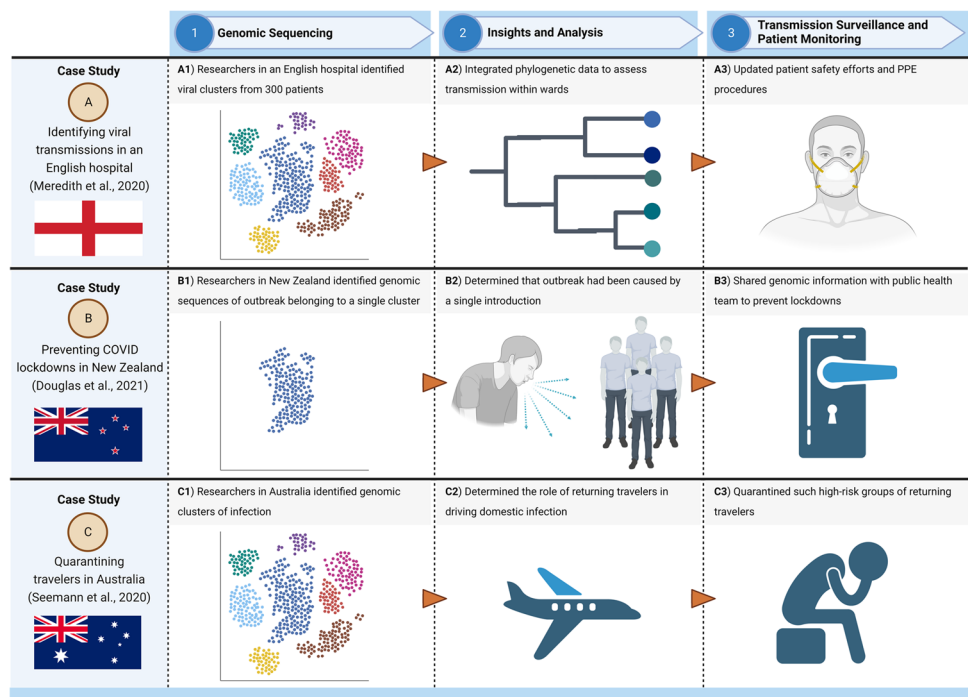 1
Genomic Sequencing
2
Insights and Analysis
3
Transmission Surveillance and
Patient Monitoring
Case Study
A
Identifying viral
transmissions in an
English hospital
(Meredith et al., 2020)
A1) Researchers in an English hospital identified
viral clusters from 300 patients
A2) Integrated phylogenetic data to assess
transmission within wards
A3) Updated patient safety efforts and PPE
procedures
Case Study
B
Preventing COVID
lockdowns in New Zealand
(Douglas et al., 2021)
B1) Researchers in New Zealand identified genomic
sequences of outbreak belonging to a single cluster
B2) Determined that outbreak had been caused by
a single introduction
B3) Shared genomic information with public health
team to prevent lockdowns
Case Study
C
Quarantining
travelers in Australia
(Seemann et al., 2020)
C1) Researchers in Australia identified genomic
clusters of infection
C2) Determined the role of returning travelers in
driving domestic infection
C3) Quarantined such high-risk groups of returning
travelers